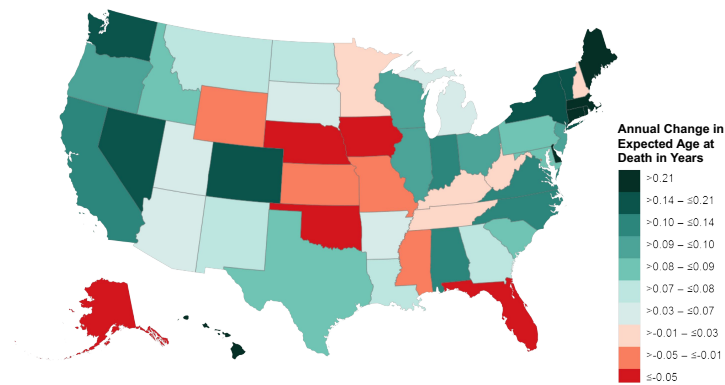 Annual Change in
Expected Age at
Death in Years
>0.21
>0.14 – ≤0.21
>0.10 – ≤0.14
>0.09 – ≤0.10
>0.08 – ≤0.09
>0.07 – ≤0.08
>0.03 – ≤0.07
>-0.01 – ≤0.03
>-0.05 – ≤-0.01
≤-0.05